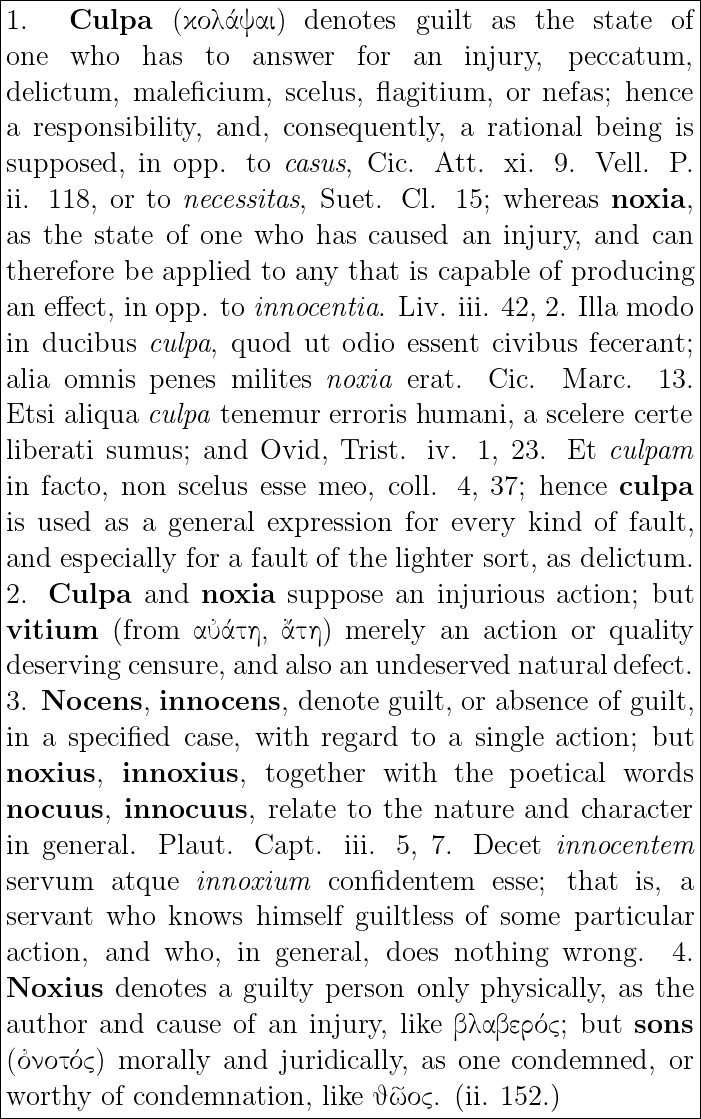 1. Culpa (κολάψαι) denotes guilt as the state of
one who has to answer for an injury, peccatum,
delictum, maleficium, scelus, flagitium, or nefas; hence
a responsibility, and, consequently, a rational being is
supposed, in opp. to casus, Cic. Att. xi. 9. Vell. P.
ii. 118, or to necessitas, Suet. Cl. 15; whereas noxia,
as the state of one who has caused an injury, and can
therefore be applied to any that is capable of producing
an effect, in opp. to innocentia. Liv. iii. 42, 2. Illa modo
in ducibus culpa, quod ut odio essent civibus fecerant;
alia omnis penes milites noxia erat. Cic. Marc. 13.
Etsi aliqua culpa tenemur erroris humani, a scelere certe
liberati sumus; and Ovid, Trist. iv. 1, 23. Et culpam
in facto, non scelus esse meo, coll. 4, 37; hence culpa
is used as a general expression for every kind of fault,
and especially for a fault of the lighter sort, as delictum.
2. Culpa and noxia suppose an injurious action; but
vitium (from αὐάτη, ἄτη) merely an action or quality
deserving censure, and also an undeserved natural defect.
3. Nocens, innocens, denote guilt, or absence of guilt,
in a specified case, with regard to a single action; but
noxius, innoxius, together with the poetical words
nocuus, innocuus, relate to the nature and character
in general. Plaut. Capt. iii. 5, 7. Decet innocentem
servum atque innoxium confidentem esse; that is, a
servant who knows himself guiltless of some particular
action, and who, in general, does nothing wrong. 4.
Noxius denotes a guilty person only physically, as the
author and cause of an injury, like βλαβερός; but sons
(ὀνοτός) morally and juridically, as one condemned, or
worthy of condemnation, like ϑῶος. (ii. 152.)